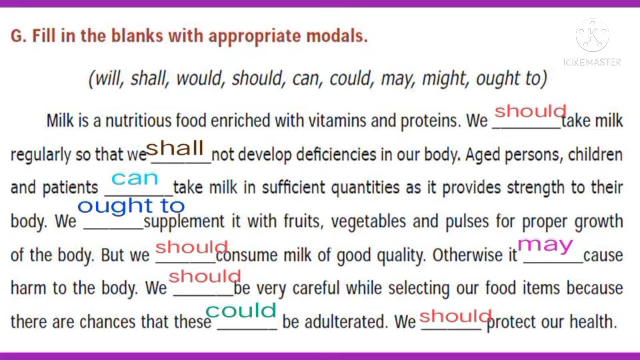 G. Fill in the blanks with appropriate modals.
KINEMASTER
(will, shall, would, should, can, could, may, might, ought to)
Milk is a nutritious food enriched with vitamins and proteins. We should take milk
regularly so that we shall not develop deficiencies in our body. Aged persons, children
and patients can take milk in sufficient quantities as it provides strength to their
body. We ought to supplement it with fruits, vegetables and pulses for proper growth
of the body. But we should consume milk of good quality. Otherwise it may cause
harm to the body. We should be very careful while selecting our food items because
there are chances that these could be adulterated. We should protect our health.